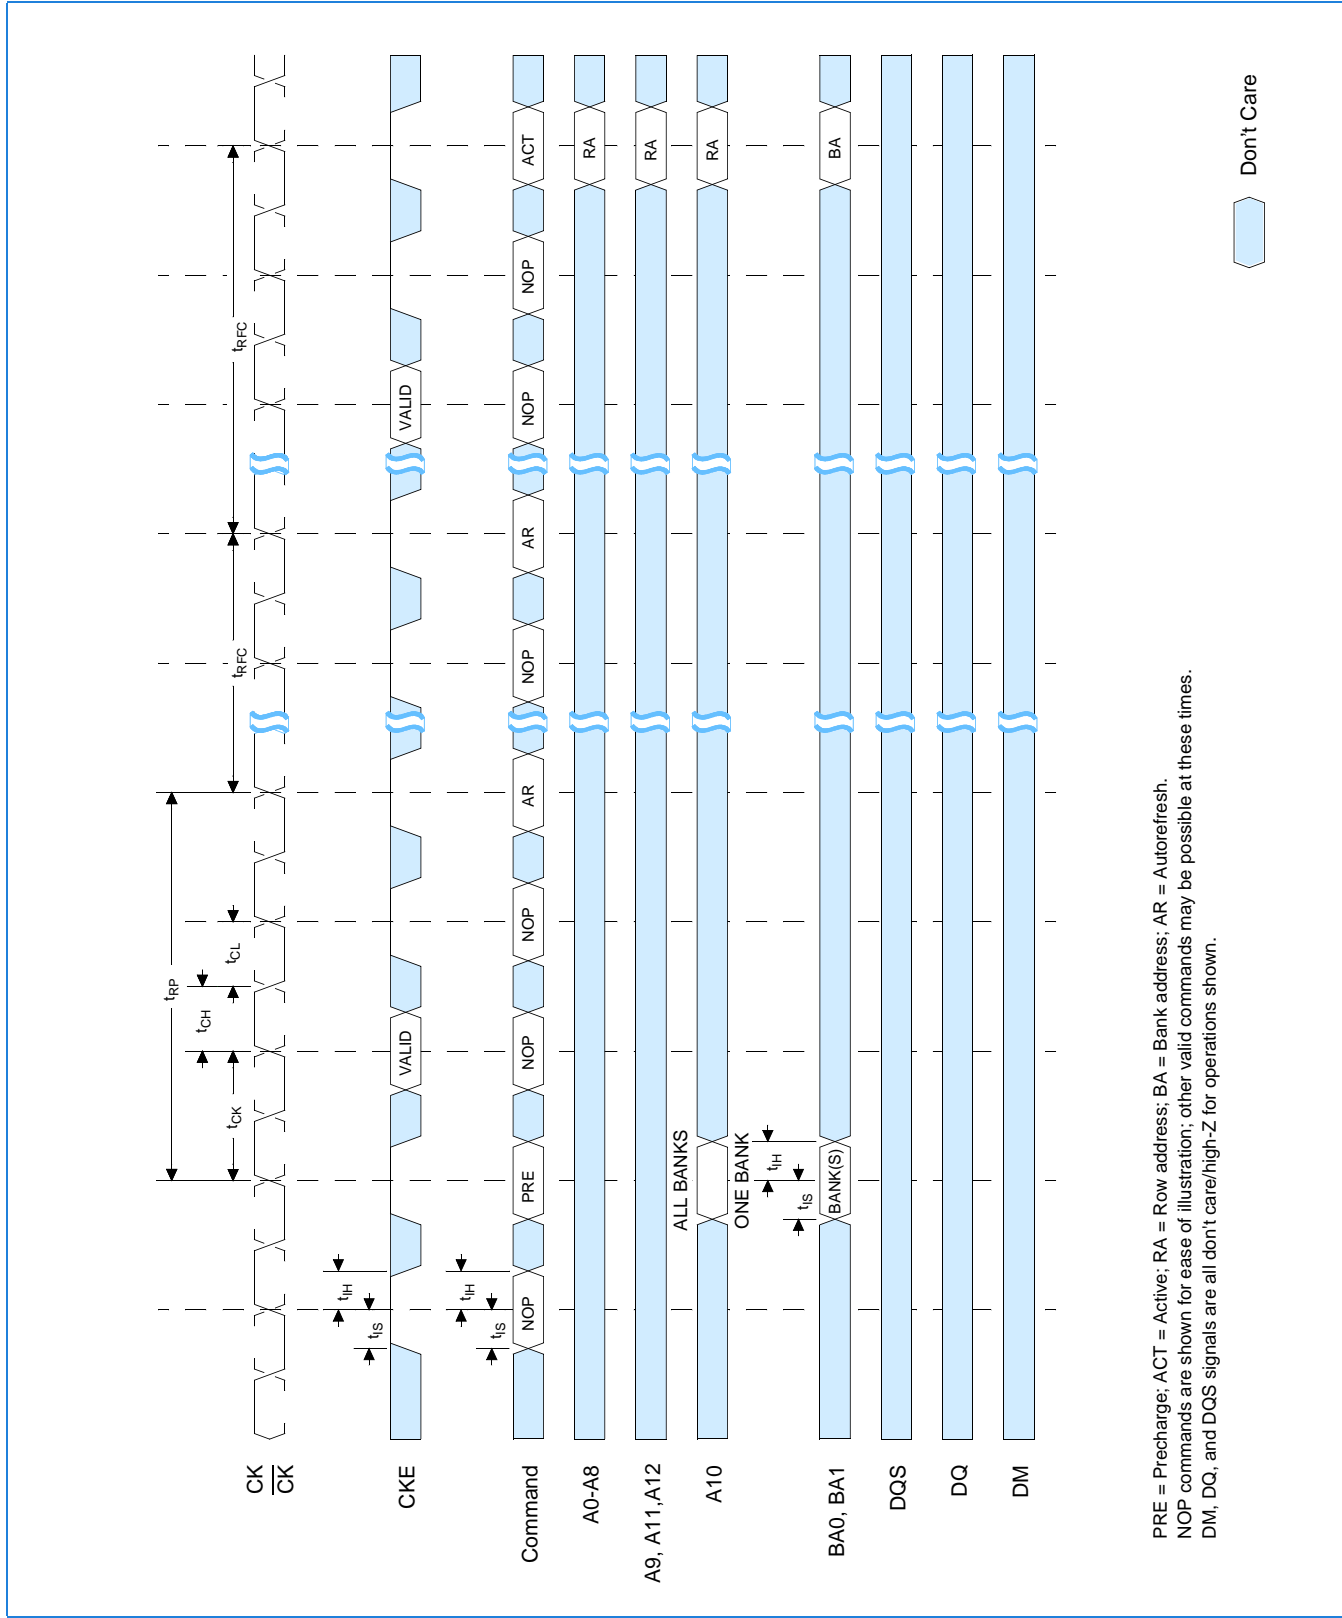 tRP
tCK
tCH
tCL
tRFC
tRFC
CK
CK
tIS
tIH
CKE
VALID
VALID
tIS
tIH
Command
NOP
PRE
NOP
NOP
AR
NOP
AR
NOP
NOP
ACT
A0-A8
RA
A9, A11,A12
RA
ALL BANKS
A10
RA
ONE BANK
tIS
tIH
BA0, BA1
BANK(S)
BA
DQS
DQ
DM
PRE = Precharge; ACT = Active; RA = Row address; BA = Bank address; AR = Autorefresh.
NOP commands are shown for ease of illustration; other valid commands may be possible at these times.
DM, DQ, and DQS signals are all don't care/high-Z for operations shown.
Don't Care